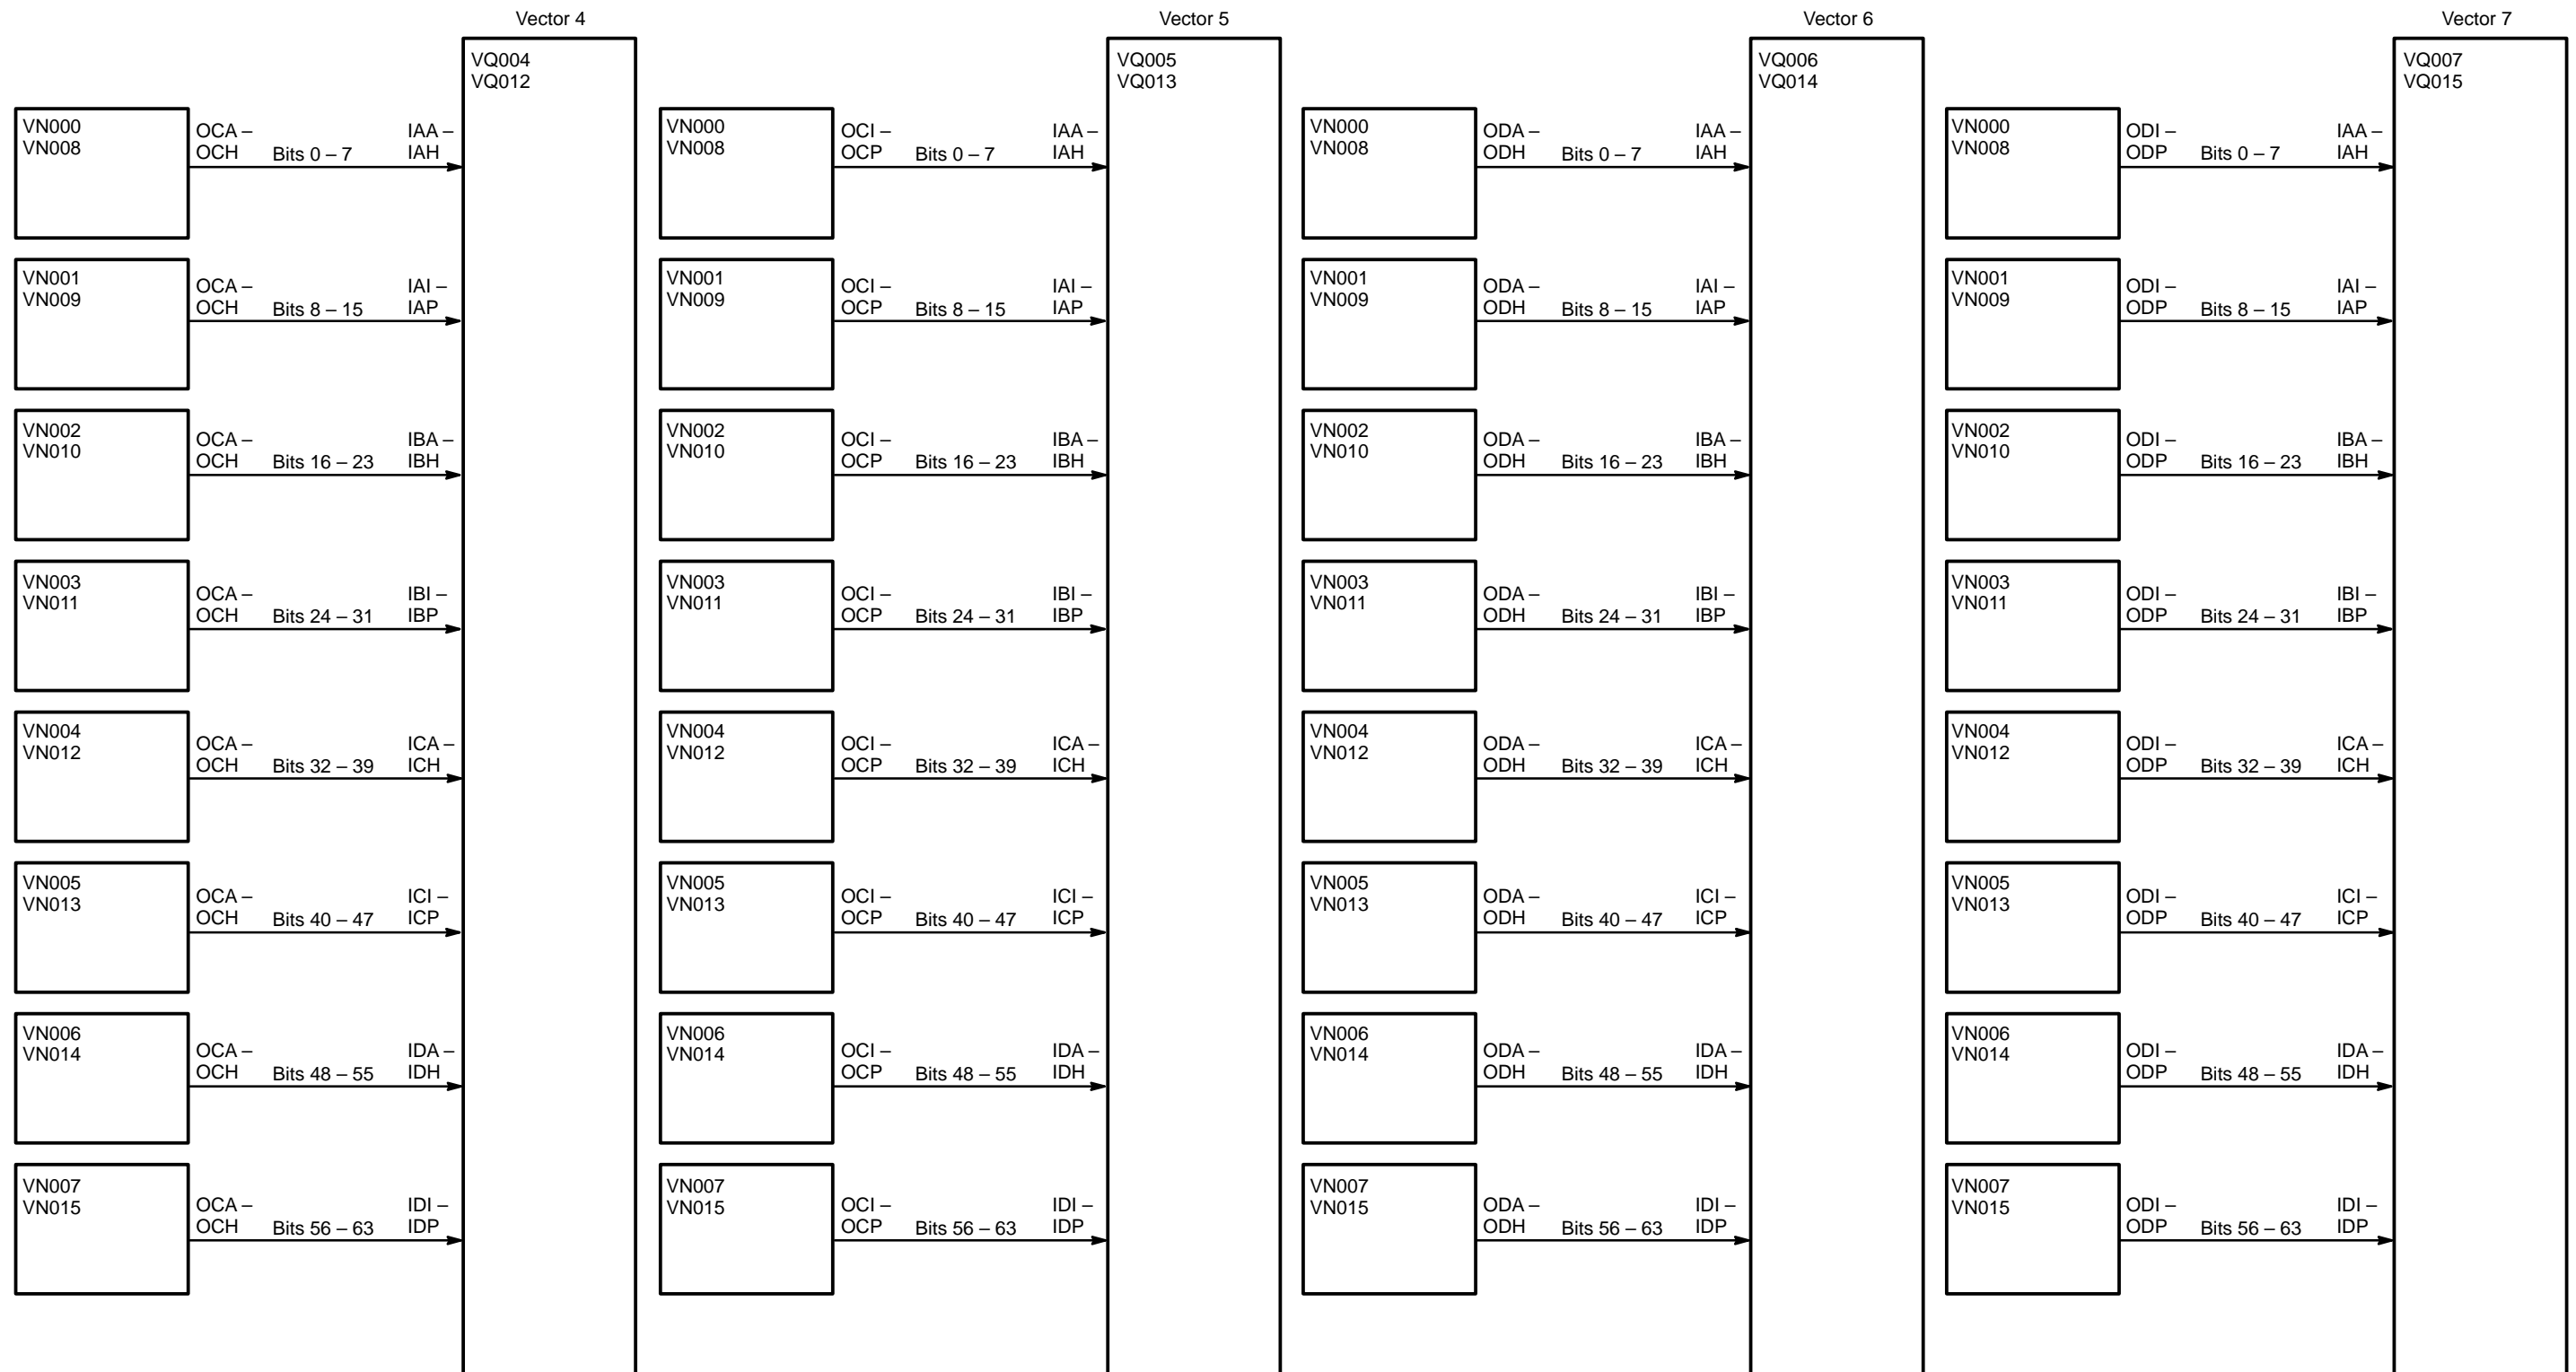 Vector 4
VQ004
VQ012
VN000
VN008
OCA –
OCH
Bits 0 – 7
IAA –
IAH
VN001
VN009
OCA –
OCH
Bits 8 – 15
IAI –
IAP
VN002
VN010
OCA –
OCH
Bits 16 – 23
IBA –
IBH
VN003
VN011
OCA –
OCH
Bits 24 – 31
IBI –
IBP
VN004
VN012
OCA –
OCH
Bits 32 – 39
ICA –
ICH
VN005
VN013
OCA –
OCH
Bits 40 – 47
ICI –
ICP
VN006
VN014
OCA –
OCH
Bits 48 – 55
IDA –
IDH
VN007
VN015
OCA –
OCH
Bits 56 – 63
IDI –
IDP
Vector 5
VQ005
VQ013
VN000
VN008
OCI –
OCP
Bits 0 – 7
IAA –
IAH
VN001
VN009
OCI –
OCP
Bits 8 – 15
IAI –
IAP
VN002
VN010
OCI –
OCP
Bits 16 – 23
IBA –
IBH
VN003
VN011
OCI –
OCP
Bits 24 – 31
IBI –
IBP
VN004
VN012
OCI –
OCP
Bits 32 – 39
ICA –
ICH
VN005
VN013
OCI –
OCP
Bits 40 – 47
ICI –
ICP
VN006
VN014
OCI –
OCP
Bits 48 – 55
IDA –
IDH
VN007
VN015
OCI –
OCP
Bits 56 – 63
IDI –
IDP
Vector 6
VQ006
VQ014
VN000
VN008
ODA –
ODH
Bits 0 – 7
IAA –
IAH
VN001
VN009
ODA –
ODH
Bits 8 – 15
IAI –
IAP
VN002
VN010
ODA –
ODH
Bits 16 – 23
IBA –
IBH
VN003
VN011
ODA –
ODH
Bits 24 – 31
IBI –
IBP
VN004
VN012
ODA –
ODH
Bits 32 – 39
ICA –
ICH
VN005
VN013
ODA –
ODH
Bits 40 – 47
ICI –
ICP
VN006
VN014
ODA –
ODH
Bits 48 – 55
IDA –
IDH
VN007
VN015
ODA –
ODH
Bits 56 – 63
IDI –
IDP
Vector 7
VQ007
VQ015
VN000
VN008
ODI –
ODP
Bits 0 – 7
IAA –
IAH
VN001
VN009
ODI –
ODP
Bits 8 – 15
IAI –
IAP
VN002
VN010
ODI –
ODP
Bits 16 – 23
IBA –
IBH
VN003
VN011
ODI –
ODP
Bits 24 – 31
IBI –
IBP
VN004
VN012
ODI –
ODP
Bits 32 – 39
ICA –
ICH
VN005
VN013
ODI –
ODP
Bits 40 – 47
ICI –
ICP
VN006
VN014
ODI –
ODP
Bits 48 – 55
IDA –
IDH
VN007
VN015
ODI –
ODP
Bits 56 – 63
IDI –
IDP